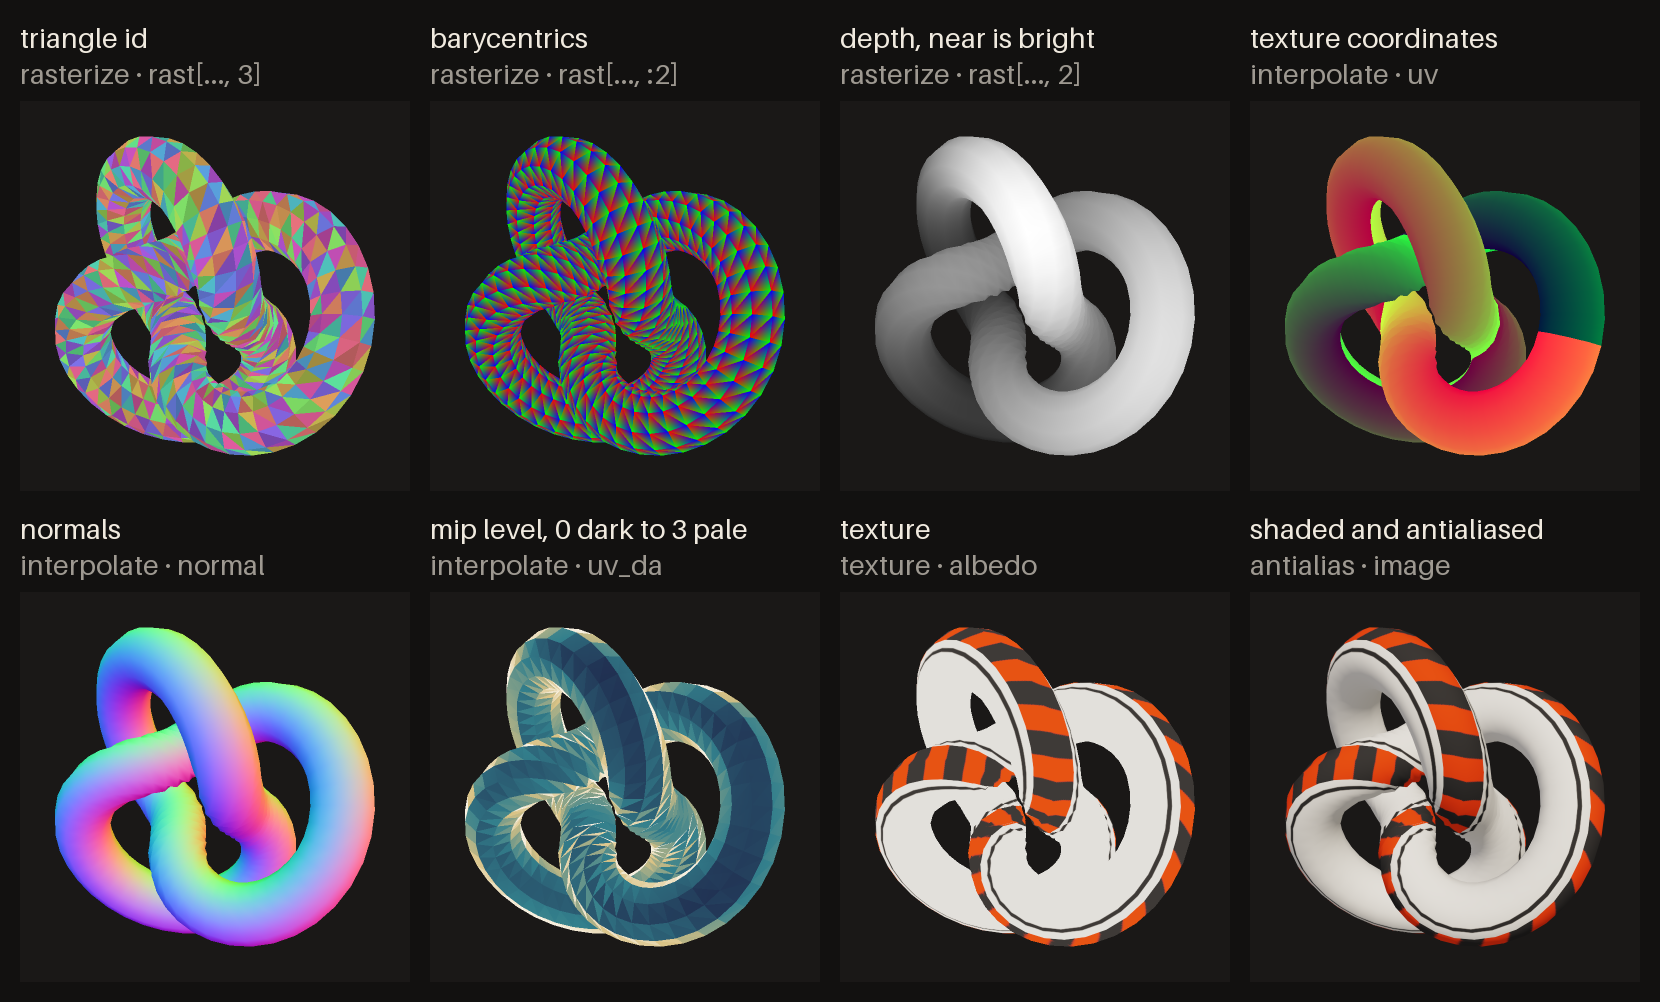 triangle id
rasterize · rast[..., 3]
barycentrics
rasterize · rast[..., :2]
depth, near is bright
rasterize · rast[..., 2]
texture coordinates
interpolate · uv
normals
interpolate · normal
mip level, 0 dark to 3 pale
interpolate · uv_da
texture
texture · albedo
shaded and antialiased
antialias · image